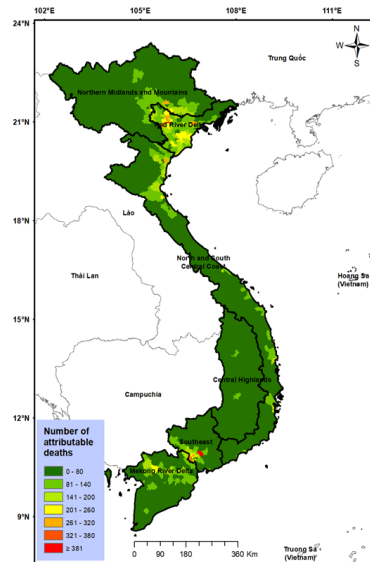 102°E 105°E 108°E 111°E
24°N
N
W E
S
Trung Quốc
Northern Midlands and Mountains
21°N
Red River Delta
18°N
Lào
North and South
Central Coast
Thái Lan
Hoang Sa
(Vietnam)
15°N
Campuchia
Central Highlands
12°N
Southeast
Number of
attributable
deaths
0 - 80
81 - 140
141 - 200
201 - 260
261 - 320
321 - 380
≥ 381
Mekong River Delta
9°N
0 90 180 360 Km
Truong Sa
(Vietnam)